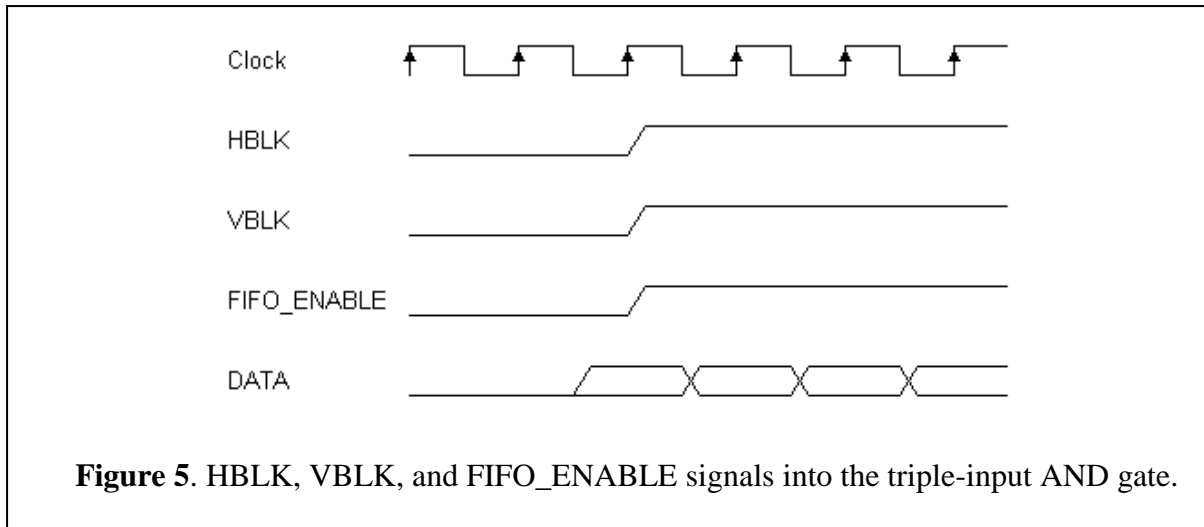 Clock
HBLK
VBLK
FIFO_ENABLE
DATA
Figure 5. HBLK, VBLK, and FIFO_ENABLE signals into the triple-input AND gate.